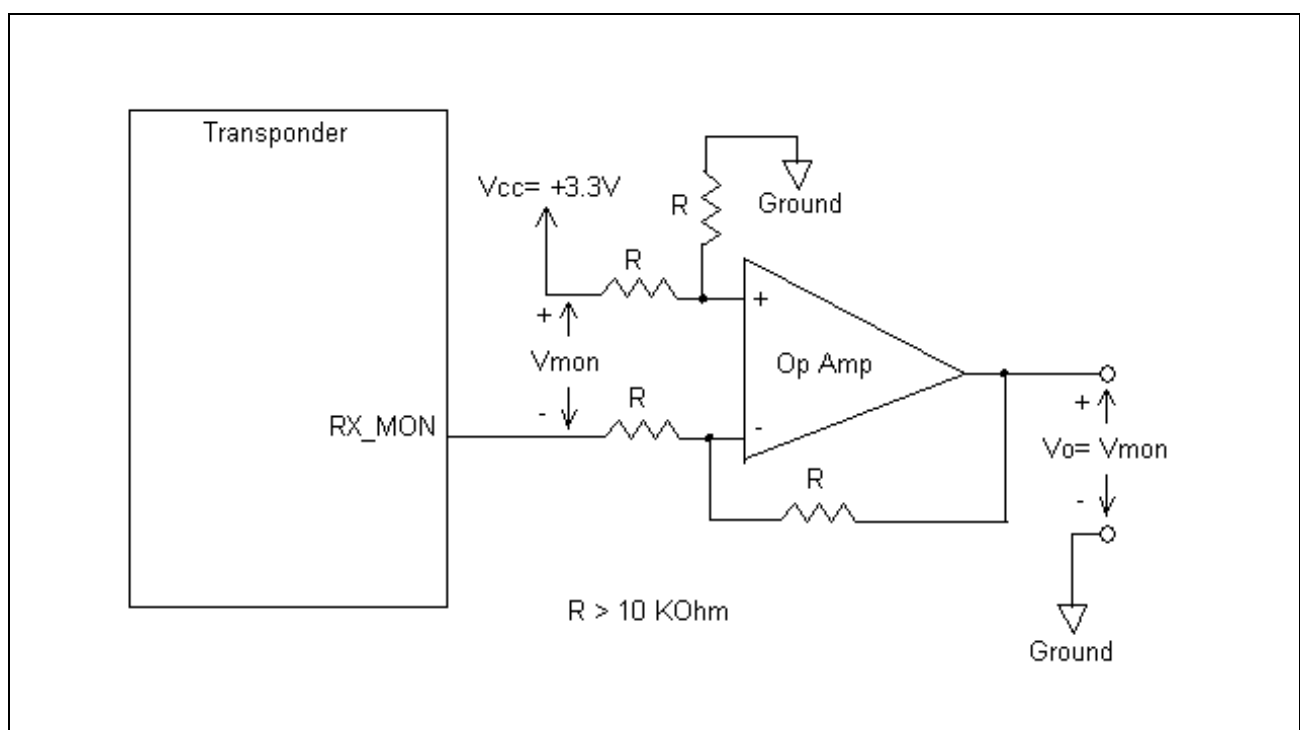 Transponder
Vcc= +3.3V
R
Ground
R
+
+
Vmon
Op Amp
-
R
RX_MON
-
+
Vo= Vmon
R
-
R > 10 KOhm
Ground